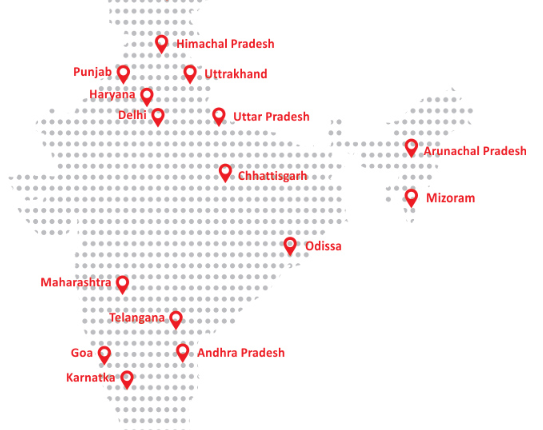 Himachal Pradesh
Punjab
Uttrakhand
Haryana
Delhi
Uttar Pradesh
Arunachal Pradesh
Chhattisgarh
Mizoram
Odissa
Maharashtra
Telangana
Goa
Andhra Pradesh
Karnatka